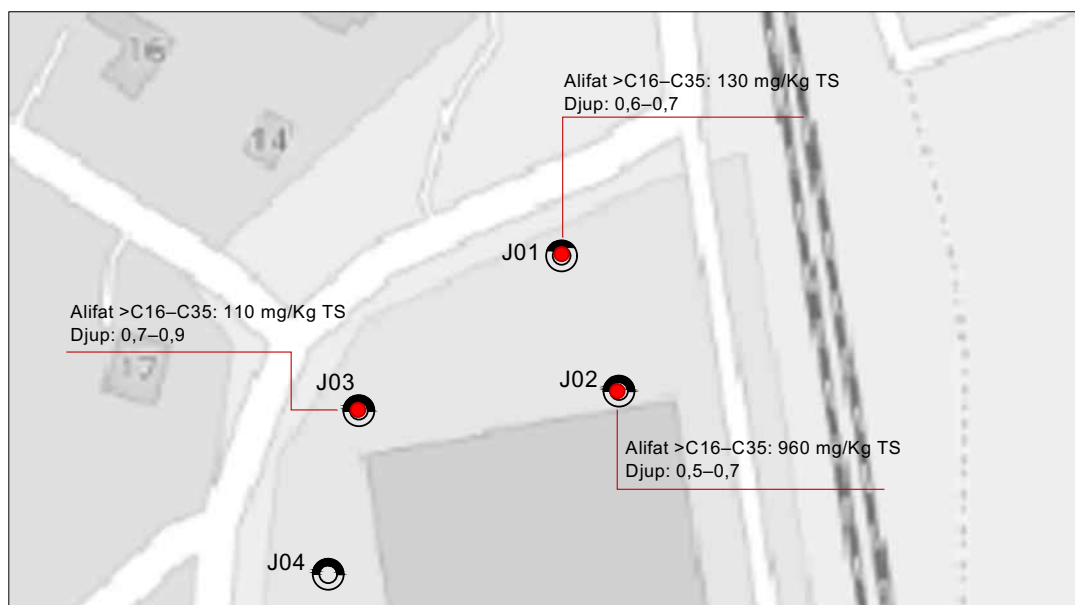 16
Alifat >C16–C35: 130 mg/Kg TS
Djup: 0,6–0,7
14
J01
Alifat >C16–C35: 110 mg/Kg TS
Djup: 0,7–0,9
J03
J02
Alifat >C16–C35: 960 mg/Kg TS
Djup: 0,5–0,7
J04